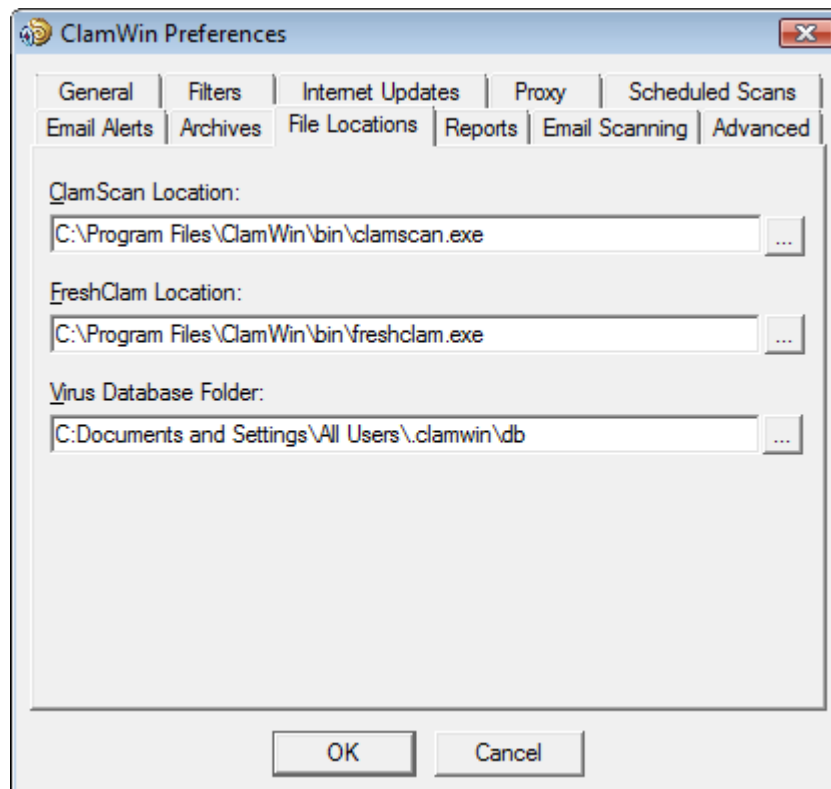 ClamWin Preferences
General Filters Internet Updates Proxy Scheduled Scans
Email Alerts Archives File Locations Reports Email Scanning Advanced
ClamScan Location:
C:\Program Files\ClamWin\bin\clamscan.exe ...
FreshClam Location:
C:\Program Files\ClamWin\bin\freshclam.exe ...
Virus Database Folder:
C:Documents and Settings\All Users\.clamwin\db ...
OK Cancel